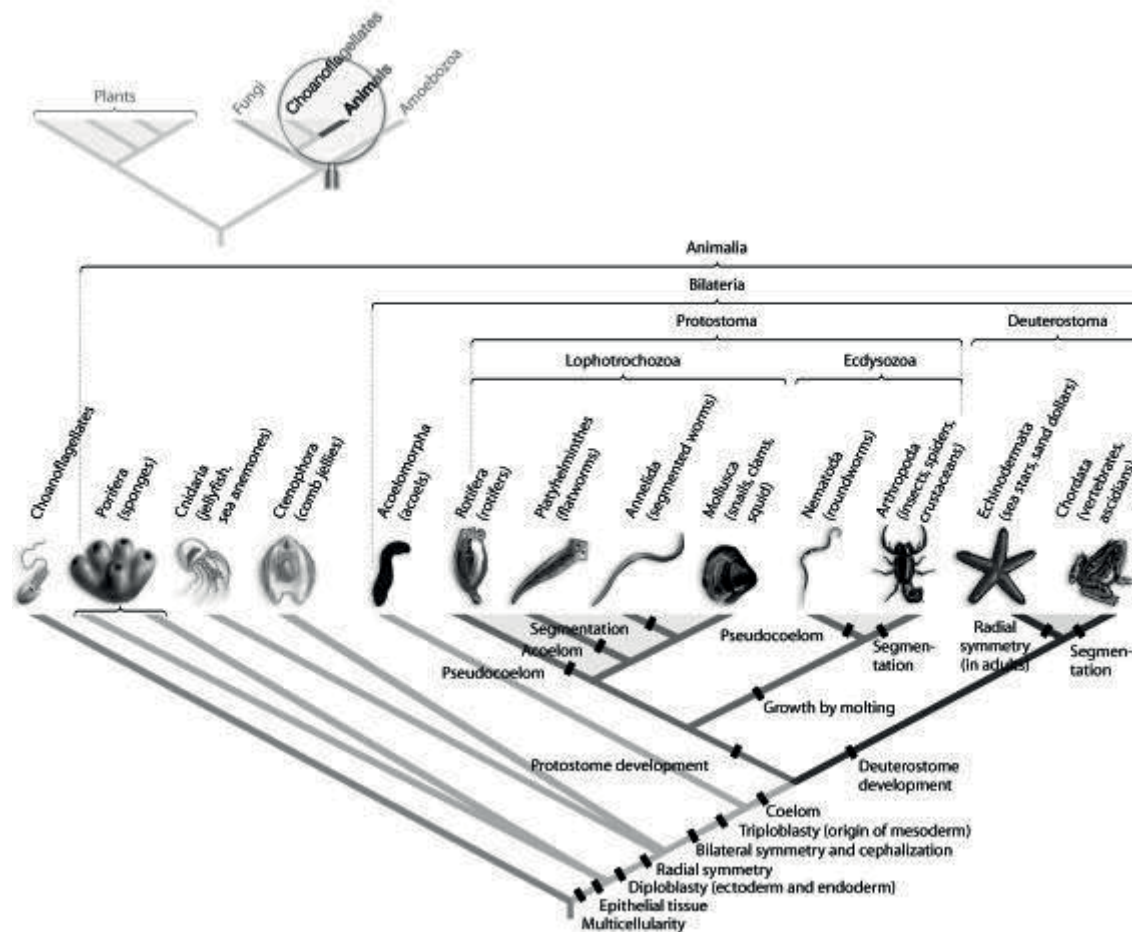 Plants
Fungi
Choanoflagellates
Animals
Amoebozoa
Animalia
Bilateria
Protostoma
Deuterostoma
Lophotrochozoa
Ecdysozoa
Choanoflagellates
Porifera
(sponges)
Cnidaria
(jellyfish,
sea anemones)
Ctenophora
(comb jellies)
Acoelomorpha
(acoels)
Rotifera
(rotifers)
Platyhelminthes
(flatworms)
Annelida
(segmented worms)
Mollusca
(snails, clams,
squid)
Nematoda
(roundworms)
Arthropoda
(insects, spiders,
crustaceans)
Echinodermata
(sea stars, sand dollars)
Chordata
(vertebrates,
ascadians)
Segmentation
Acoelom
Pseudocoelom
Pseudocoelom
Segmen-
tation
Radial
symmetry
(in adults)
Segmen-
tation
Growth by molting
Protostome development
Deuterostome
development
Coelom
Triploblasty (origin of mesoderm)
Bilateral symmetry and cephalization
Radial symmetry
Diploblasty (ectoderm and endoderm)
Epithelial tissue
Multicellularity